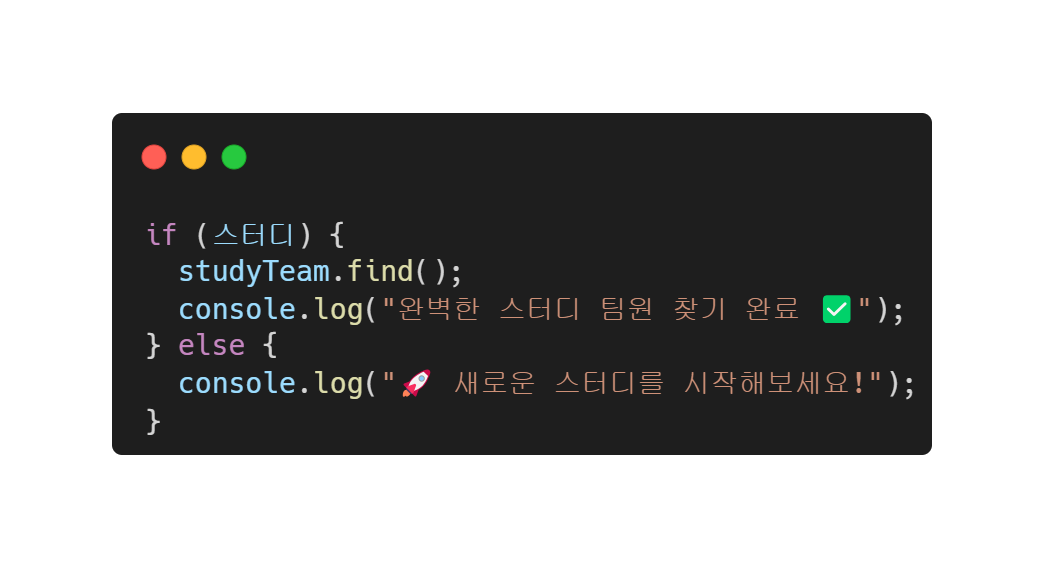 if (스터디) {
  studyTeam.find();
  console.log("완벽한 스터디 팀원 찾기 완료 ✅");
} else {
  console.log("🚀 새로운 스터디를 시작해보세요!");
}